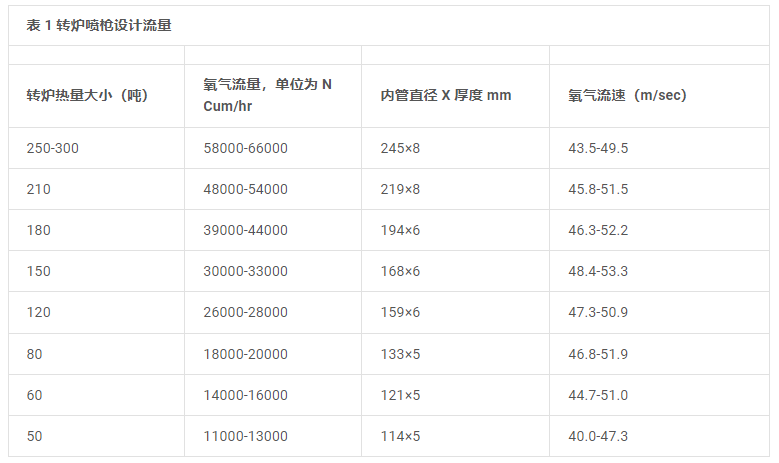 表 1 转炉喷枪设计流量
转炉热量大小（吨） 氧气流量，单位为 N Cum/hr 内管直径 X 厚度 mm 氧气流速（m/sec）
250-300 58000-66000 245×8 43.5-49.5
210 48000-54000 219×8 45.8-51.5
180 39000-44000 194×6 46.3-52.2
150 30000-33000 168×6 48.4-53.3
120 26000-28000 159×6 47.3-50.9
80 18000-20000 133×5 46.8-51.9
60 14000-16000 121×5 44.7-51.0
50 11000-13000 114×5 40.0-47.3